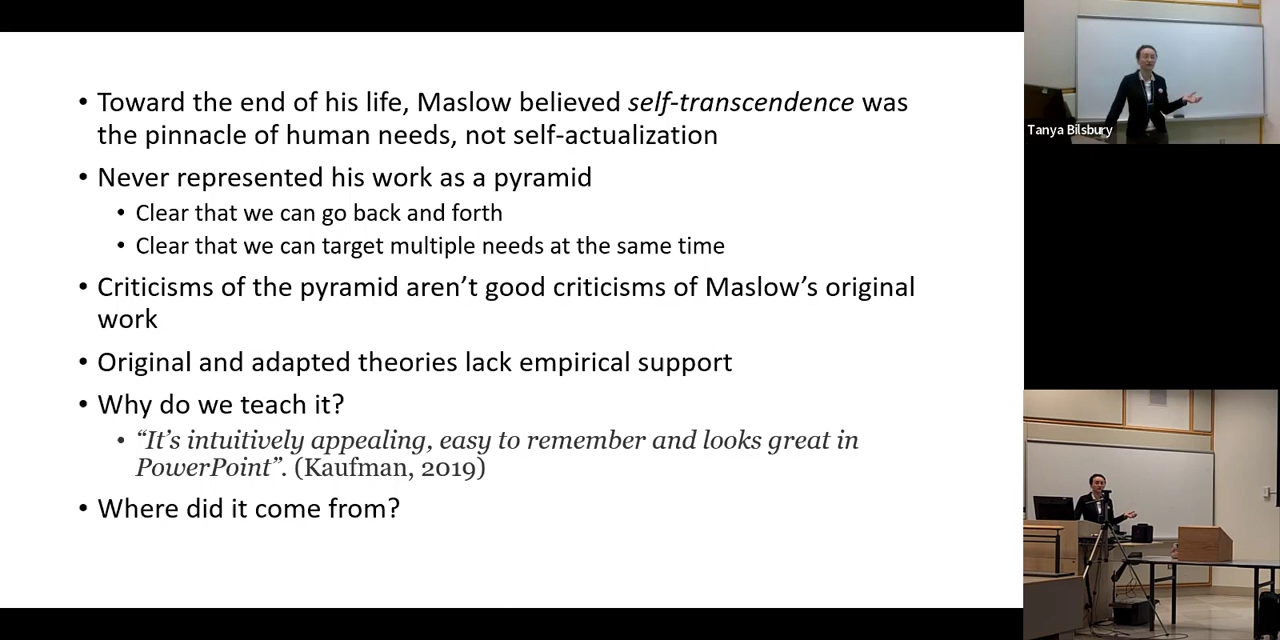 • Toward the end of his life, Maslow believed self-transcendence was
the pinnacle of human needs, not self-actualization
• Never represented his work as a pyramid
• Clear that we can go back and forth
• Clear that we can target multiple needs at the same time
• Criticisms of the pyramid aren’t good criticisms of Maslow’s original
work
• Original and adapted theories lack empirical support
• Why do we teach it?
• “It’s intuitively appealing, easy to remember and looks great in
PowerPoint”. (Kaufman, 2019)
• Where did it come from?
Tanya Bilsbury